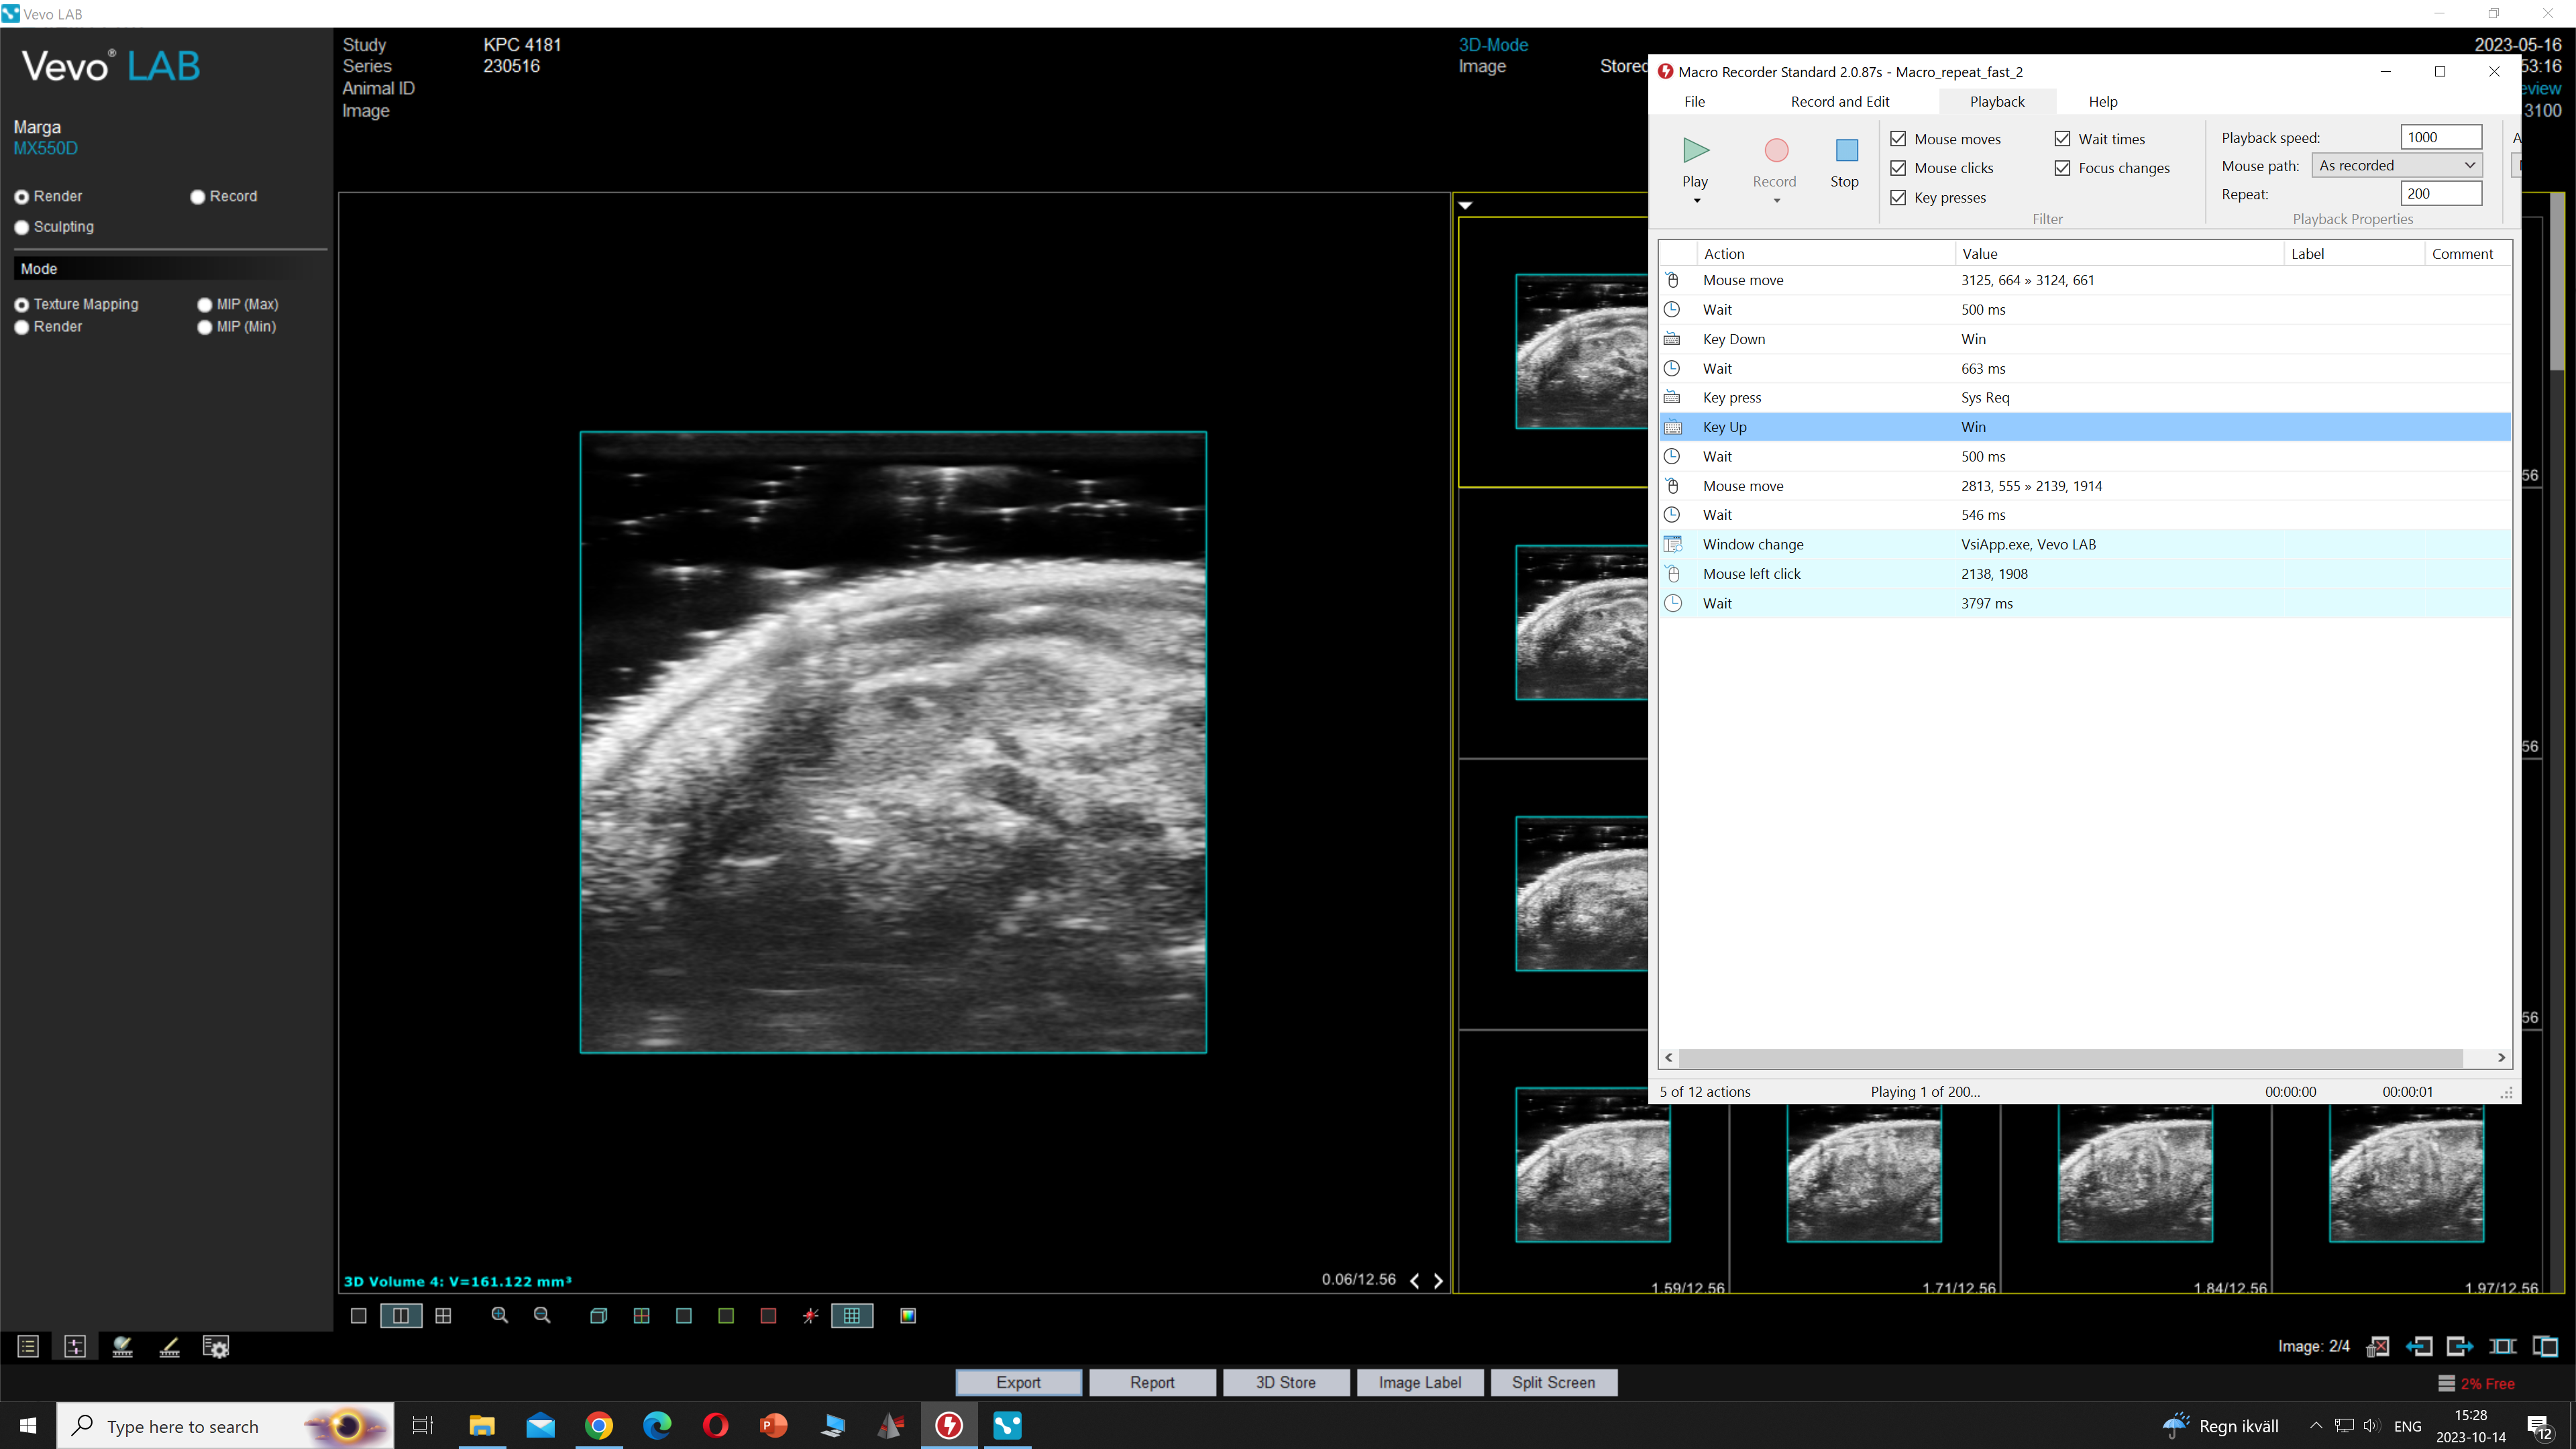 Vevo LAB
Vevo® LAB
Marga
MX550D
Render
Record
Sculpting
Mode
Texture Mapping
MIP (Max)
Render
MIP (Min)
Study KPC 4181
Series 230516
Animal ID
Image
3D-Mode
Image Stored
2023-05-16
53:16
eview
3100
Macro Recorder Standard 2.0.87s - Macro_repeat_fast_2
File Record and Edit Playback Help
Play
Record
Stop
Mouse moves
Mouse clicks
Key presses
Wait times
Focus changes
Filter
Playback speed: 1000
Mouse path: As recorded
Repeat: 200
Playback Properties
A
Action Value Label Comment
Mouse move 3125, 664 » 3124, 661
Wait 500 ms
Key Down Win
Wait 663 ms
Key press Sys Req
Key Up Win
Wait 500 ms
Mouse move 2813, 555 » 2139, 1914
Wait 546 ms
Window change VsiApp.exe, Vevo LAB
Mouse left click 2138, 1908
Wait 3797 ms
5 of 12 actions Playing 1 of 200... 00:00:00 00:00:01
56
56
56
1.59/12.56 1.71/12.56 1.84/12.56 1.97/12.56
3D Volume 4: V=161.122 mm³
0.06/12.56
Image: 2/4
Export Report 3D Store Image Label Split Screen
2% Free
Type here to search
Regn ikväll
ENG
15:28
2023-10-14
12